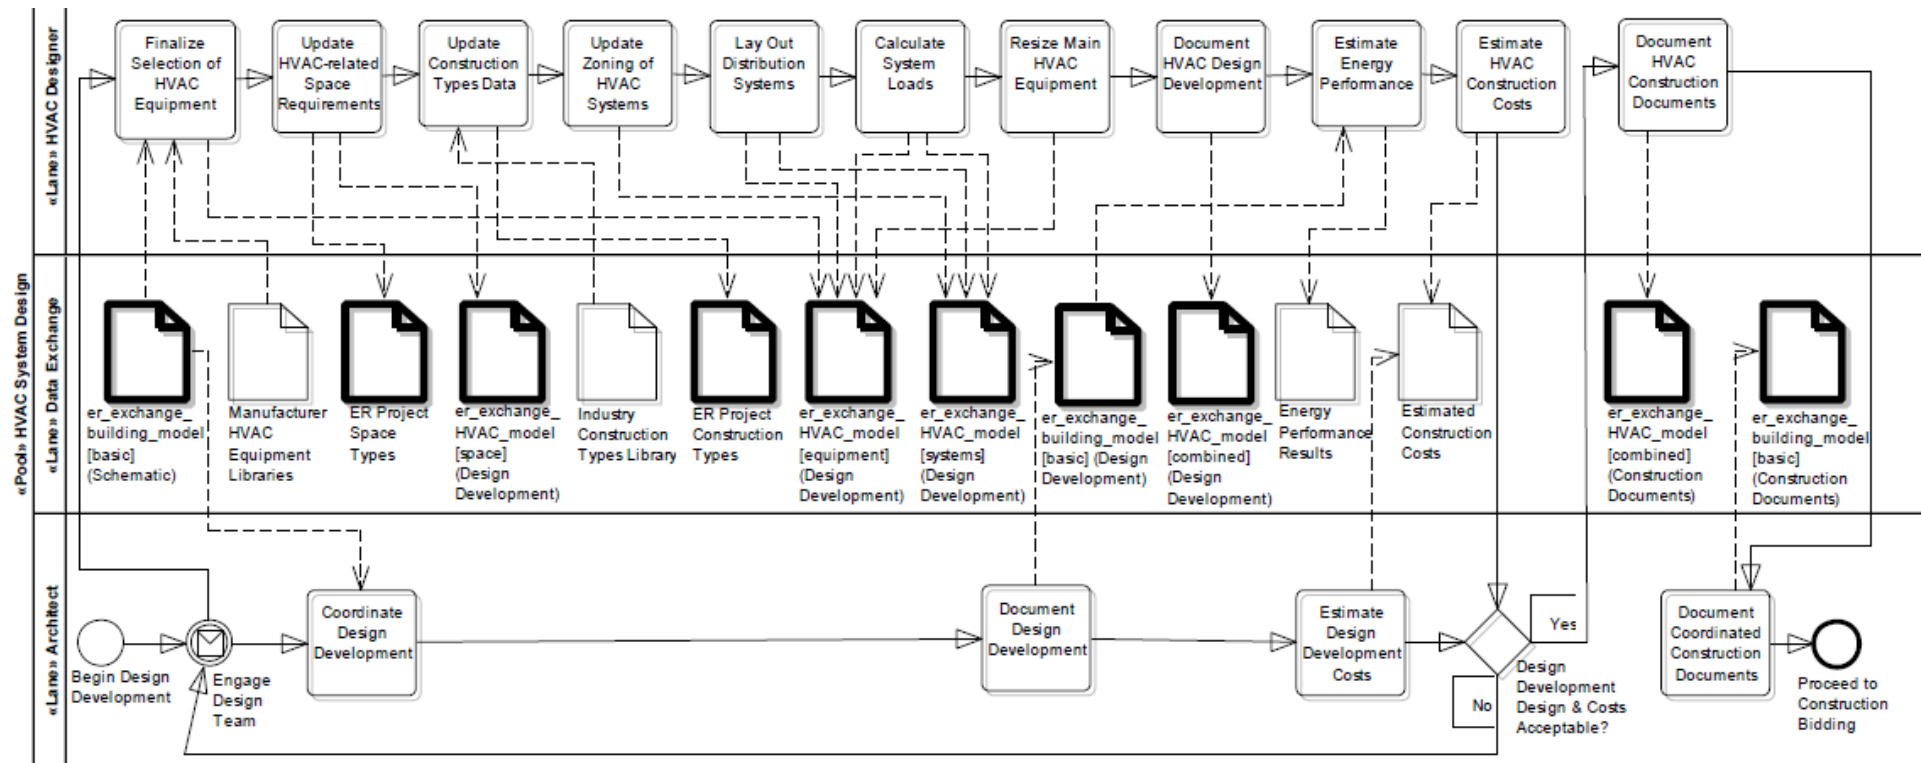 «Pool» HVAC System Design
«Lane» HVAC Designer
Finalize
Selection of
HVAC
Equipment
Update
HVAC-related
Space
Requirements
Update
Construction
Types Data
Update
Zoning of
HVAC
Systems
Lay Out
Distribution
Systems
Calculate
System
Loads
Resize Main
HVAC
Equipment
Document
HVAC Design
Development
Estimate
Energy
Performance
Estimate
HVAC
Construction
Costs
Document
HVAC
Construction
Documents
«Lane» Data Exchange
er_exchange_
building_model
[basic]
(Schematic)
Manufacturer
HVAC
Equipment
Libraries
ER Project
Space
Types
er_exchange_
HVAC_model
[space]
(Design
Development)
Industry
Construction
Types Library
ER Project
Construction
Types
er_exchange_
HVAC_model
[equipment]
(Design
Development)
er_exchange_
HVAC_model
[systems]
(Design
Development)
er_exchange_
building_model
[basic] (Design
Development)
er_exchange_
HVAC_model
[combined]
(Design
Development)
Energy
Performance
Results
Estimated
Construction
Costs
er_exchange_
HVAC_model
[combined]
(Construction
Documents)
er_exchange_
building_model
[basic]
(Construction
Documents)
«Lane» Architect
Begin Design
Development
Engage
Design
Team
Coordinate
Design
Development
Document
Design
Development
Estimate
Design
Development
Costs
Yes
No
Design
Development
Design & Costs
Acceptable?
Document
Coordinated
Construction
Documents
Proceed to
Construction
Bidding